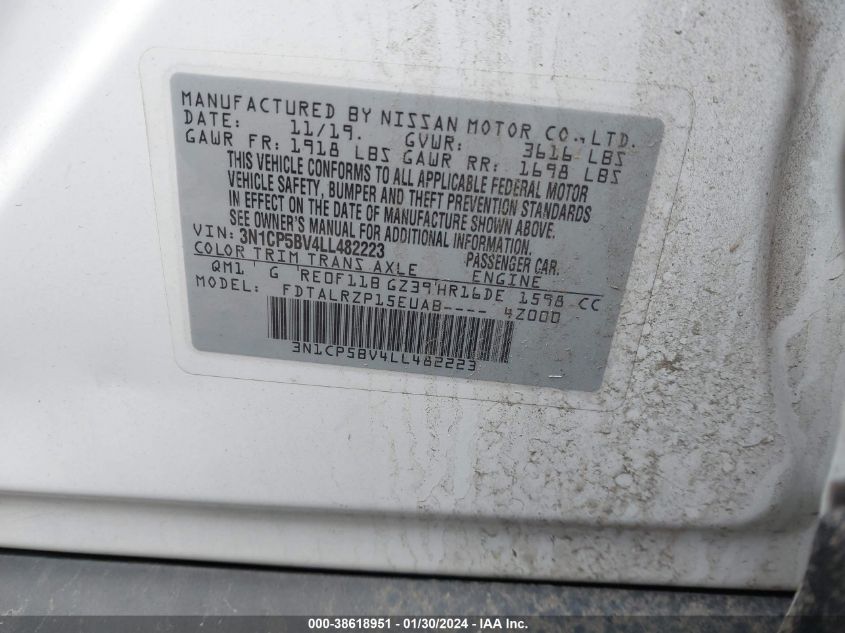 MANUFACTURED BY NISSAN MOTOR CO.,LTD.
DATE: 11/19. GVWR: 3616 LBS
GAWR FR: 1918 LBS GAWR RR: 1698 LBS
THIS VEHICLE CONFORMS TO ALL APPLICABLE FEDERAL MOTOR
VEHICLE SAFETY, BUMPER AND THEFT PREVENTION STANDARDS
IN EFFECT ON THE DATE OF MANUFACTURE SHOWN ABOVE.
SEE OWNER'S MANUAL FOR ADDITIONAL INFORMATION.
VIN: 3N1CP5BV4LL482223 PASSENGER CAR.
COLOR TRIM TRANS AXLE ENGINE
QM1 G RE0F11B GZ39 HR16DE 1598 CC
MODEL: FDTALRZP15EUAB---- 4Z000
3N1CP5BV4LL482223
000-38618951 - 01/30/2024 - IAA Inc.